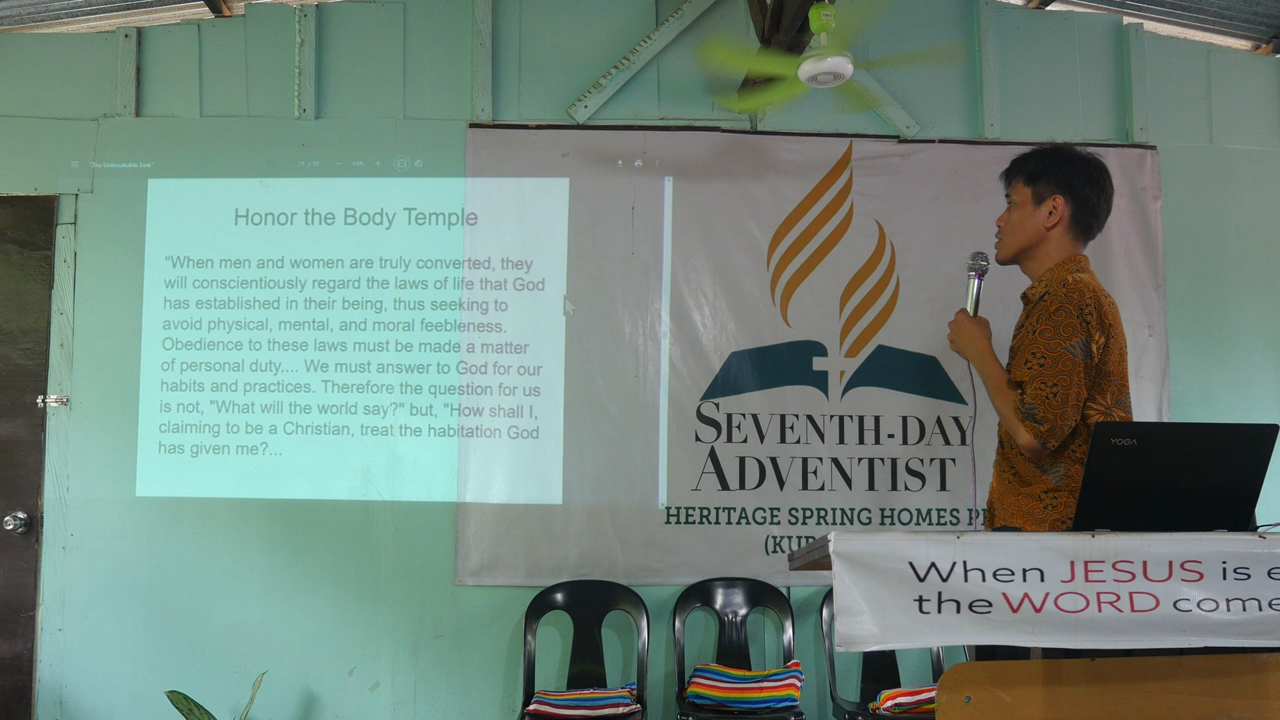 "The Unbreakable Link"
Honor the Body Temple
"When men and women are truly converted, they
will conscientiously regard the laws of life that God
has established in their being, thus seeking to
avoid physical, mental, and moral feebleness.
Obedience to these laws must be made a matter
of personal duty.... We must answer to God for our
habits and practices. Therefore the question for us
is not, "What will the world say?" but, "How shall I,
claiming to be a Christian, treat the habitation God
has given me?...
SEVENTH-DAY
ADVENTIST
HERITAGE SPRING HOMES
YOGA
When JESUS is
the WORD come